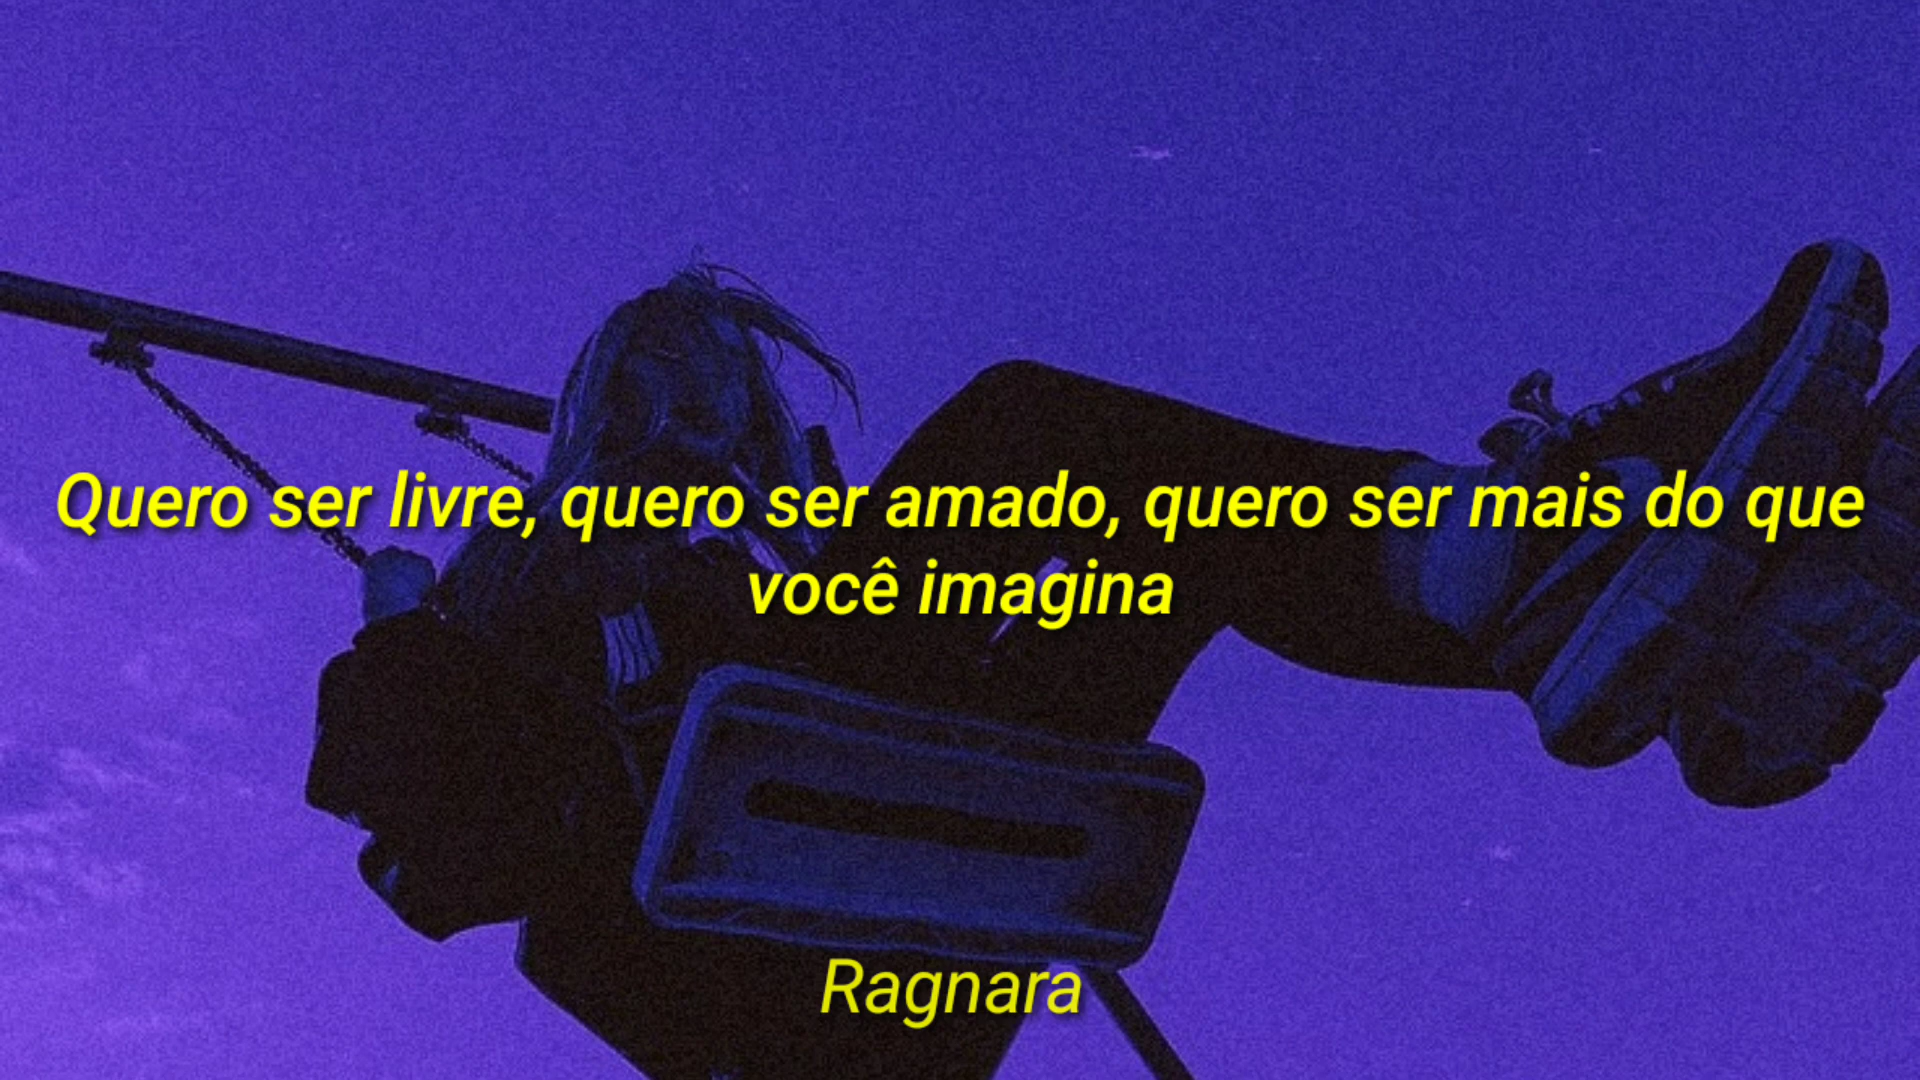 Quero ser livre, quero ser amado, quero ser mais do que
você imagina
Ragnara